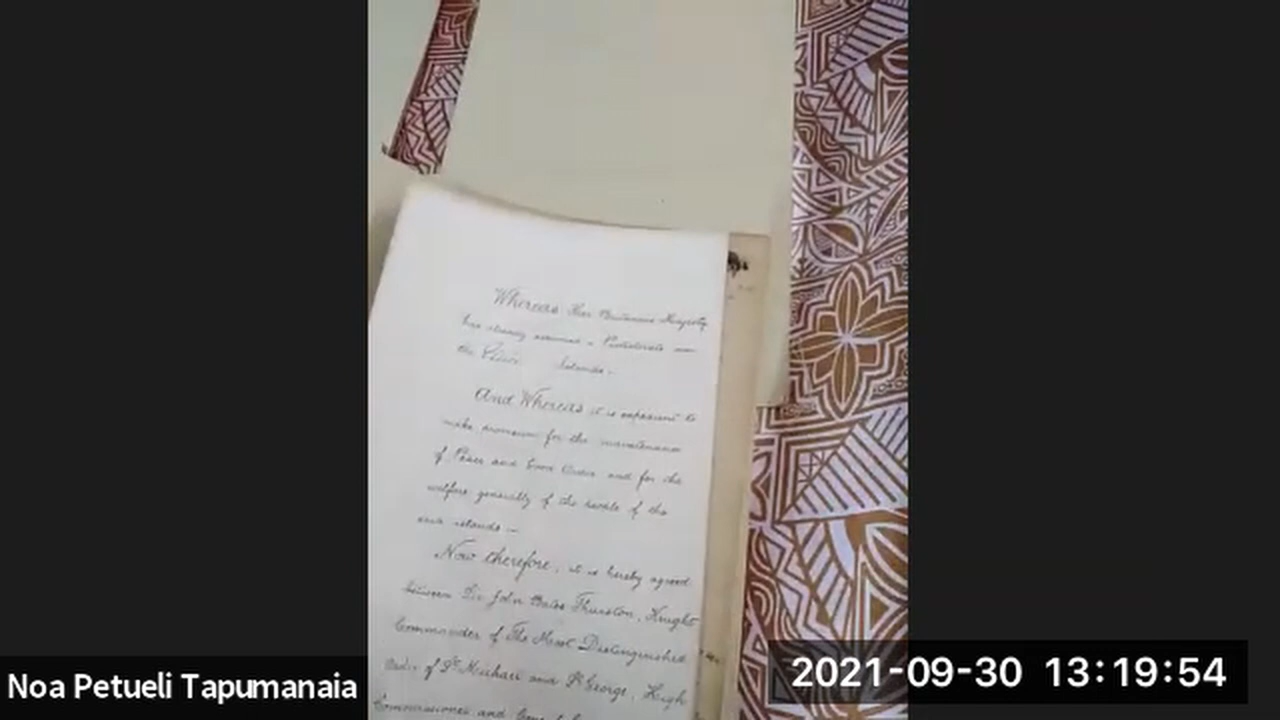 Whereas Her Britannic Majesty
has already assumed a Protectorate over
the Ellice Islands.
And Whereas it is expedient to
make provision for the maintenance
of Peace and Good Order and for the
welfare generally of the people of the
said islands
Now therefore, it is hereby agreed
between Sir John Bates Thurston, Knight
Commander of The Most Distinguished
Order of St Michael and St George, High
Commissioner, and
Noa Petueli Tapumanaia
2021-09-30 13:19:54